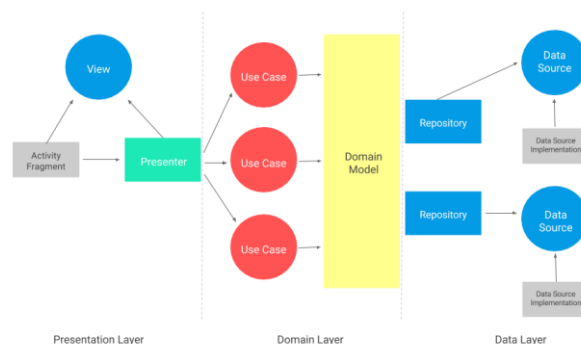 View
Activity
Fragment
Presenter
Use Case
Use Case
Use Case
Domain
Model
Repository
Data
Source
Data Source
Implementation
Repository
Data
Source
Data Source
Implementation
Presentation Layer
Domain Layer
Data Layer